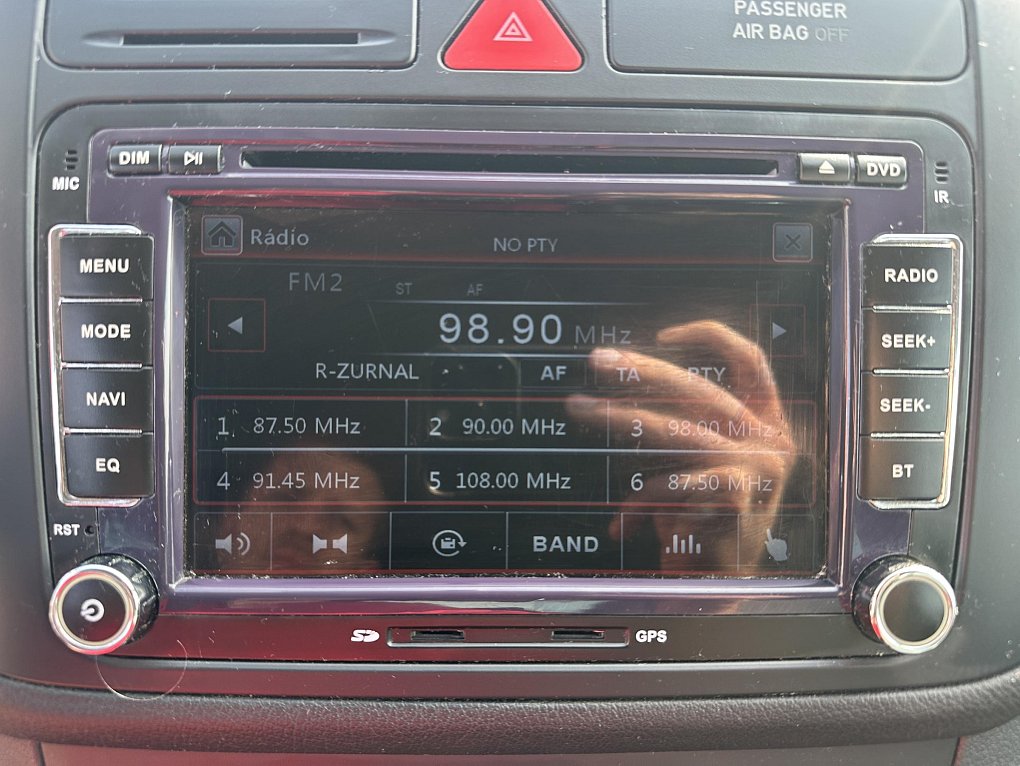 PASSENGER
AIR BAG OFF
DIM
DVD
MIC
IR
MENU
MODE
NAVI
EQ
RST
Rádío
NO PTY
FM2
ST AF
98.90 MHz
R-ZURNAL AF TA PTY
1 87.50 MHz 2 90.00 MHz 3 98.00 MHz
4 91.45 MHz 5 108.00 MHz 6 87.50 MHz
BAND
RADIO
SEEK+
SEEK-
BT
SD GPS